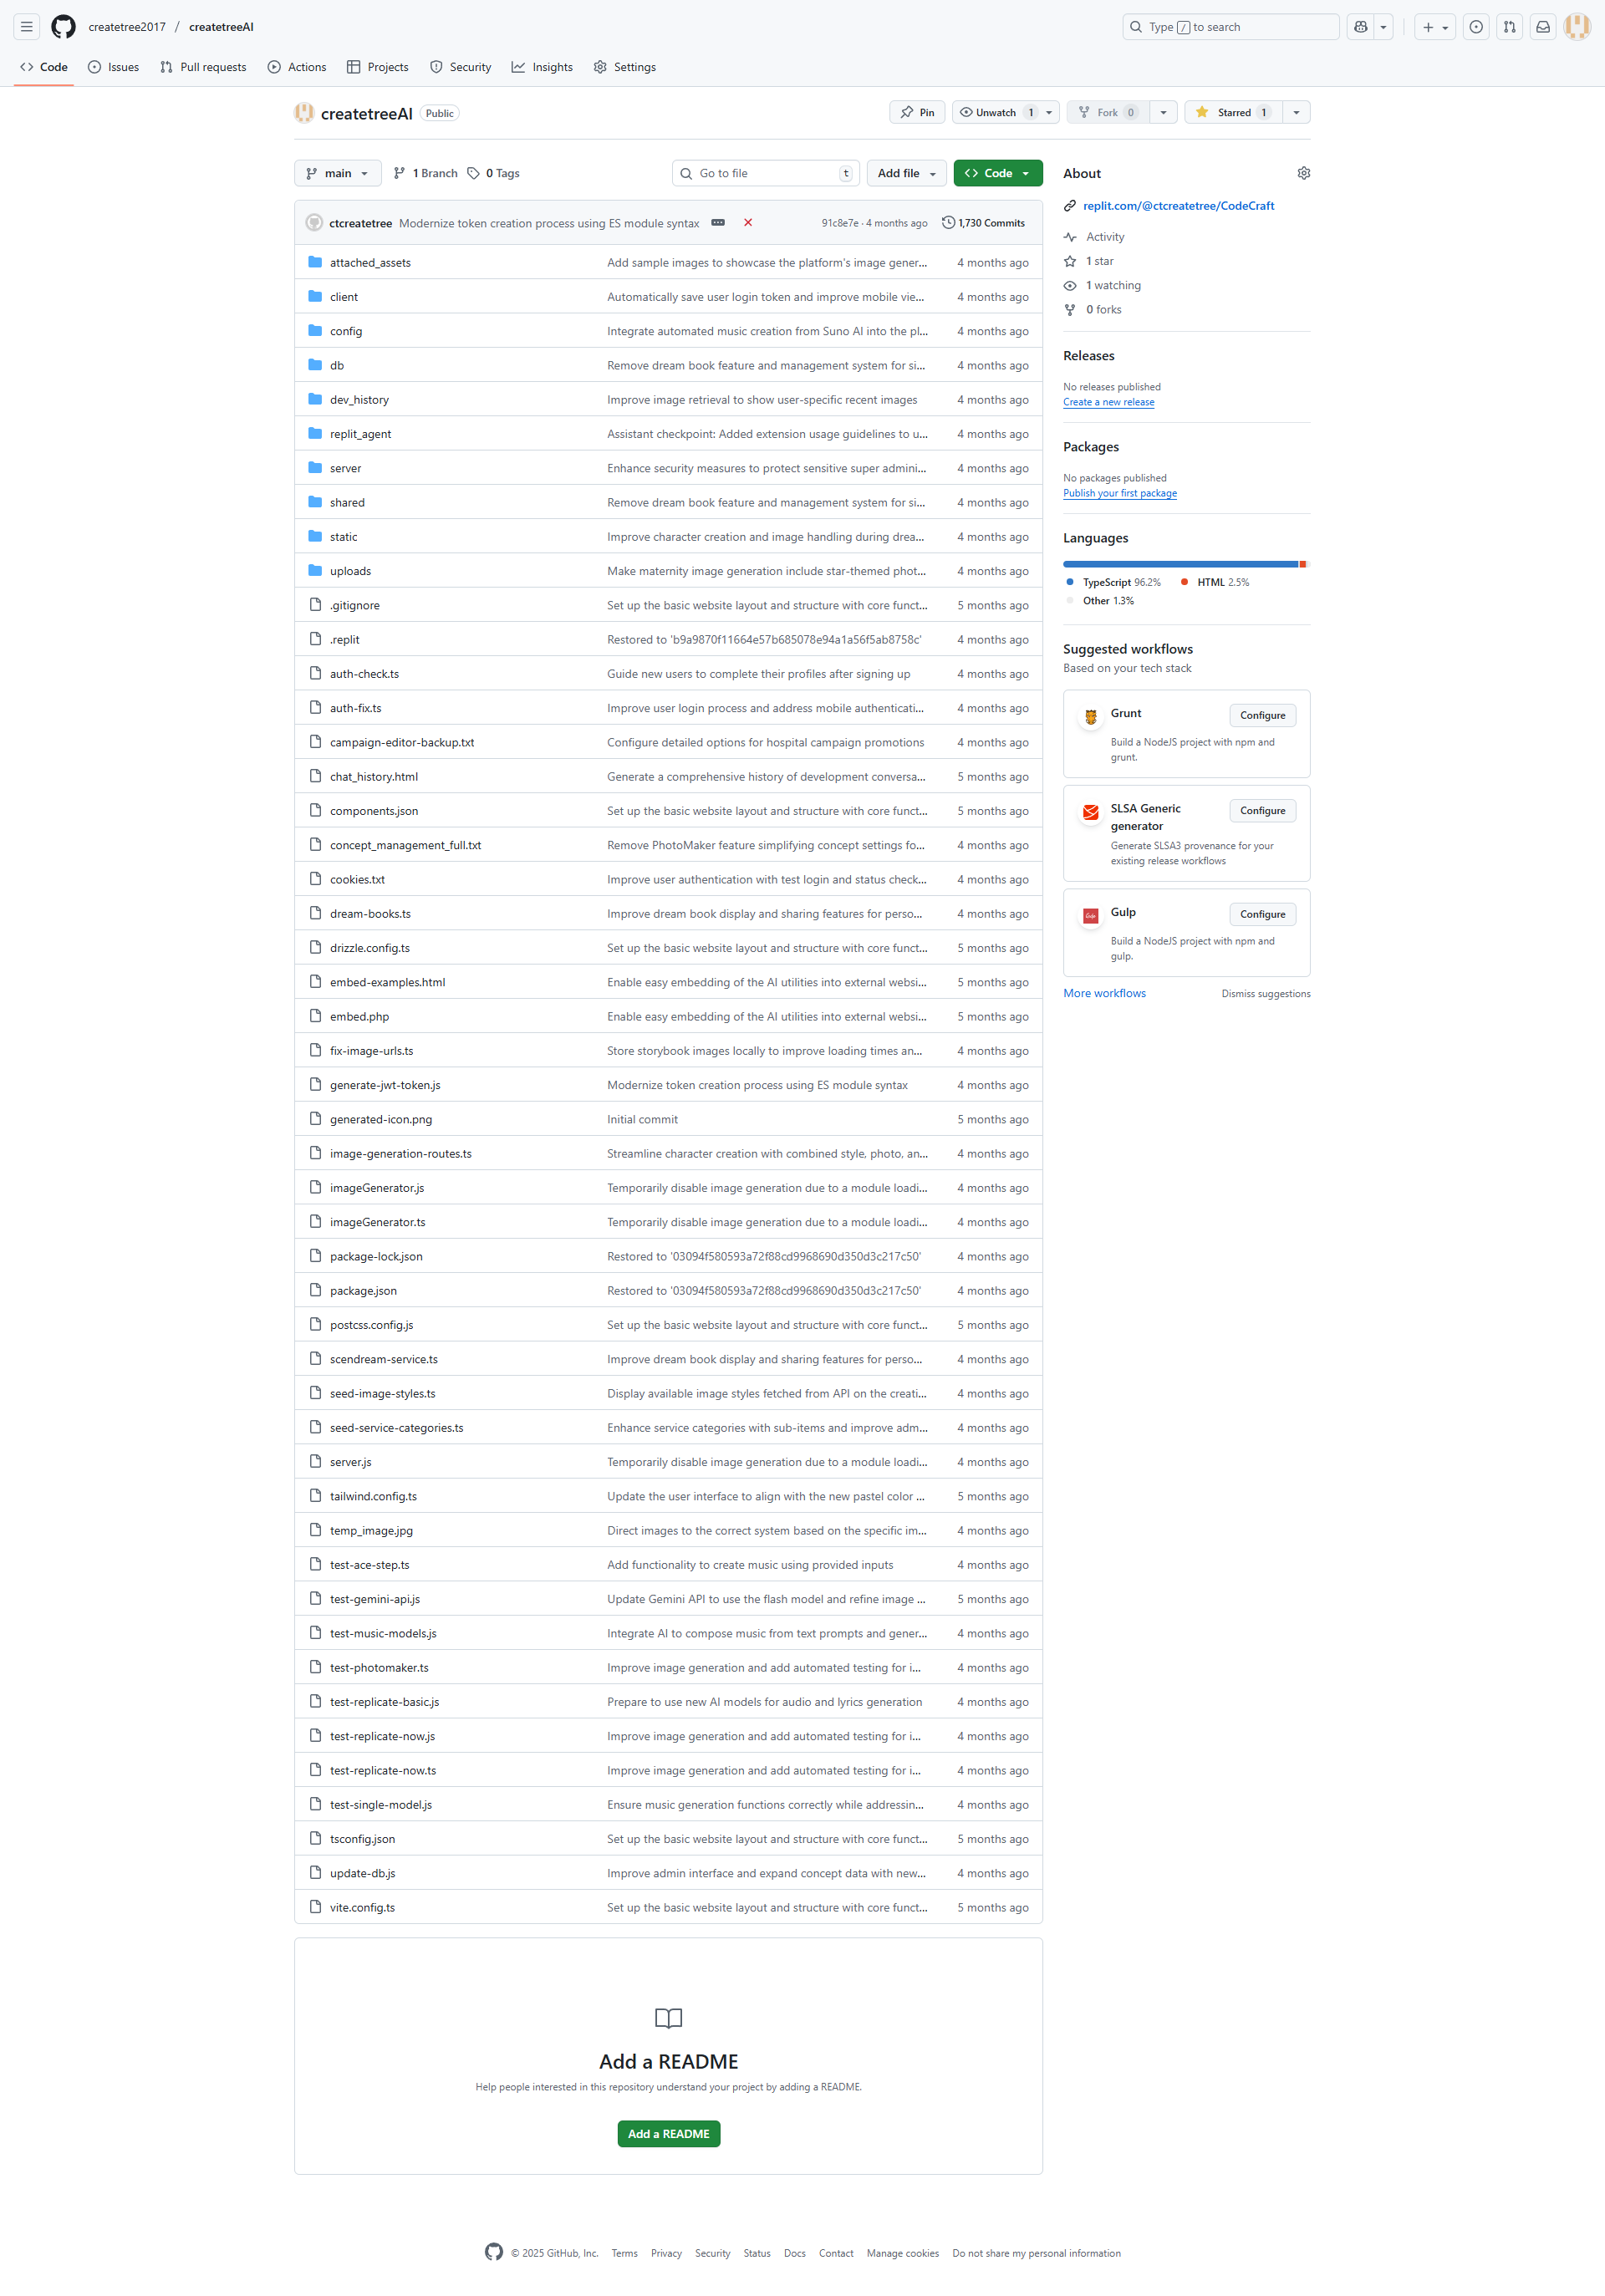 createtree2017 / createtreeAI
Type / to search
Code Issues Pull requests Actions Projects Security Insights Settings
createtreeAI Public
Pin Unwatch 1 Fork 0 Starred 1
main 1 Branch 0 Tags Go to file t Add file Code
ctcreatetree Modernize token creation process using ES module syntax 91c8e7e · 4 months ago 1,730 Commits
attached_assets Add sample images to showcase the platform's image gener... 4 months ago
client Automatically save user login token and improve mobile vie... 4 months ago
config Integrate automated music creation from Suno AI into the pl... 4 months ago
db Remove dream book feature and management system for si... 4 months ago
dev_history Improve image retrieval to show user-specific recent images 4 months ago
replit_agent Assistant checkpoint: Added extension usage guidelines to u... 4 months ago
server Enhance security measures to protect sensitive super admini... 4 months ago
shared Remove dream book feature and management system for si... 4 months ago
static Improve character creation and image handling during drea... 4 months ago
uploads Make maternity image generation include star-themed phot... 4 months ago
.gitignore Set up the basic website layout and structure with core funct... 5 months ago
.replit Restored to 'b9a9870f11664e57b685078e94a1a56f5ab8758c' 4 months ago
auth-check.ts Guide new users to complete their profiles after signing up 4 months ago
auth-fix.ts Improve user login process and address mobile authenticati... 4 months ago
campaign-editor-backup.txt Configure detailed options for hospital campaign promotions 4 months ago
chat_history.html Generate a comprehensive history of development conversa... 5 months ago
components.json Set up the basic website layout and structure with core funct... 5 months ago
concept_management_full.txt Remove PhotoMaker feature simplifying concept settings fo... 4 months ago
cookies.txt Improve user authentication with test login and status check... 4 months ago
dream-books.ts Improve dream book display and sharing features for perso... 4 months ago
drizzle.config.ts Set up the basic website layout and structure with core funct... 5 months ago
embed-examples.html Enable easy embedding of the AI utilities into external websi... 5 months ago
embed.php Enable easy embedding of the AI utilities into external websi... 5 months ago
fix-image-urls.ts Store storybook images locally to improve loading times an... 4 months ago
generate-jwt-token.js Modernize token creation process using ES module syntax 4 months ago
generated-icon.png Initial commit 5 months ago
image-generation-routes.ts Streamline character creation with combined style, photo, an... 4 months ago
imageGenerator.js Temporarily disable image generation due to a module loadi... 4 months ago
imageGenerator.ts Temporarily disable image generation due to a module loadi... 4 months ago
package-lock.json Restored to '03094f580593a72f88cd9968690d350d3c217c50' 4 months ago
package.json Restored to '03094f580593a72f88cd9968690d350d3c217c50' 4 months ago
postcss.config.js Set up the basic website layout and structure with core funct... 5 months ago
scendream-service.ts Improve dream book display and sharing features for perso... 4 months ago
seed-image-styles.ts Display available image styles fetched from API on the creati... 4 months ago
seed-service-categories.ts Enhance service categories with sub-items and improve adm... 4 months ago
server.js Temporarily disable image generation due to a module loadi... 4 months ago
tailwind.config.ts Update the user interface to align with the new pastel color ... 5 months ago
temp_image.jpg Direct images to the correct system based on the specific im... 4 months ago
test-ace-step.ts Add functionality to create music using provided inputs 4 months ago
test-gemini-api.js Update Gemini API to use the flash model and refine image ... 5 months ago
test-music-models.js Integrate AI to compose music from text prompts and gener... 4 months ago
test-photomaker.ts Improve image generation and add automated testing for i... 4 months ago
test-replicate-basic.js Prepare to use new AI models for audio and lyrics generation 4 months ago
test-replicate-now.js Improve image generation and add automated testing for i... 4 months ago
test-replicate-now.ts Improve image generation and add automated testing for i... 4 months ago
test-single-model.js Ensure music generation functions correctly while addressin... 4 months ago
tsconfig.json Set up the basic website layout and structure with core funct... 5 months ago
update-db.js Improve admin interface and expand concept data with new... 4 months ago
vite.config.ts Set up the basic website layout and structure with core funct... 5 months ago
Add a README
Help people interested in this repository understand your project by adding a README.
Add a README
About
replit.com/@ctcreatetree/CodeCraft
Activity
1 star
1 watching
0 forks
Releases
No releases published
Create a new release
Packages
No packages published
Publish your first package
Languages
TypeScript 96.2% HTML 2.5%
Other 1.3%
Suggested workflows
Based on your tech stack
Grunt Configure
Build a NodeJS project with npm and
grunt.
SLSA Generic
generator Configure
Generate SLSA3 provenance for your
existing release workflows
Gulp Configure
Build a NodeJS project with npm and
gulp.
More workflows Dismiss suggestions
© 2025 GitHub, Inc. Terms Privacy Security Status Docs Contact Manage cookies Do not share my personal information